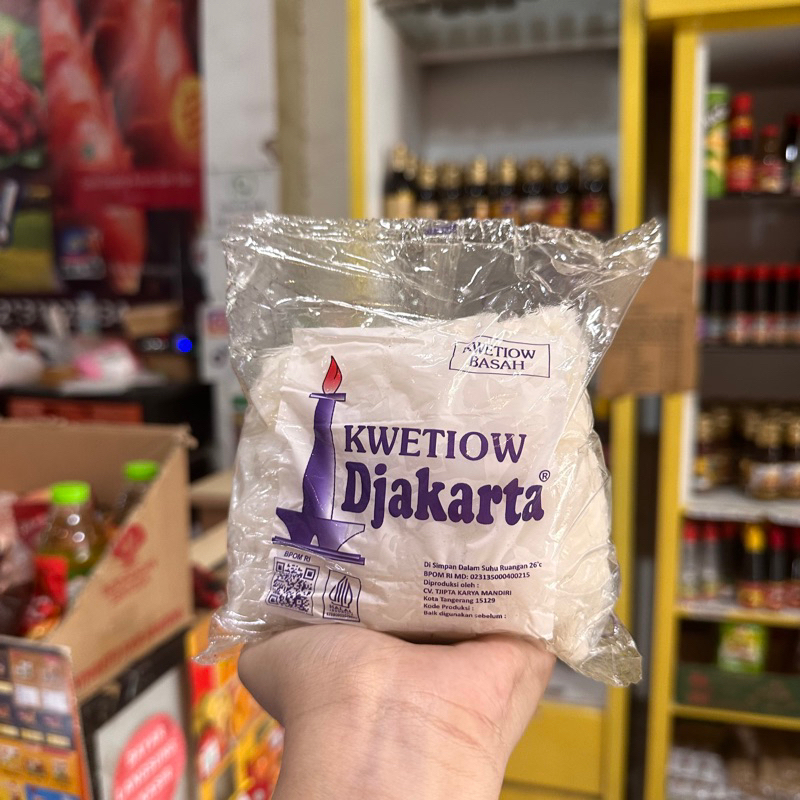 KWETIOW
BASAH
KWETIOW
Djakarta®
BPOM RI
Di Simpan Dalam Suhu Ruangan 26°c
BPOM RI MD: 023135000400215
Diproduksi oleh :
CV. TJIPTA KARYA MANDIRI
Kota Tangerang 15129
Kode Produksi :
Baik digunakan sebelum :